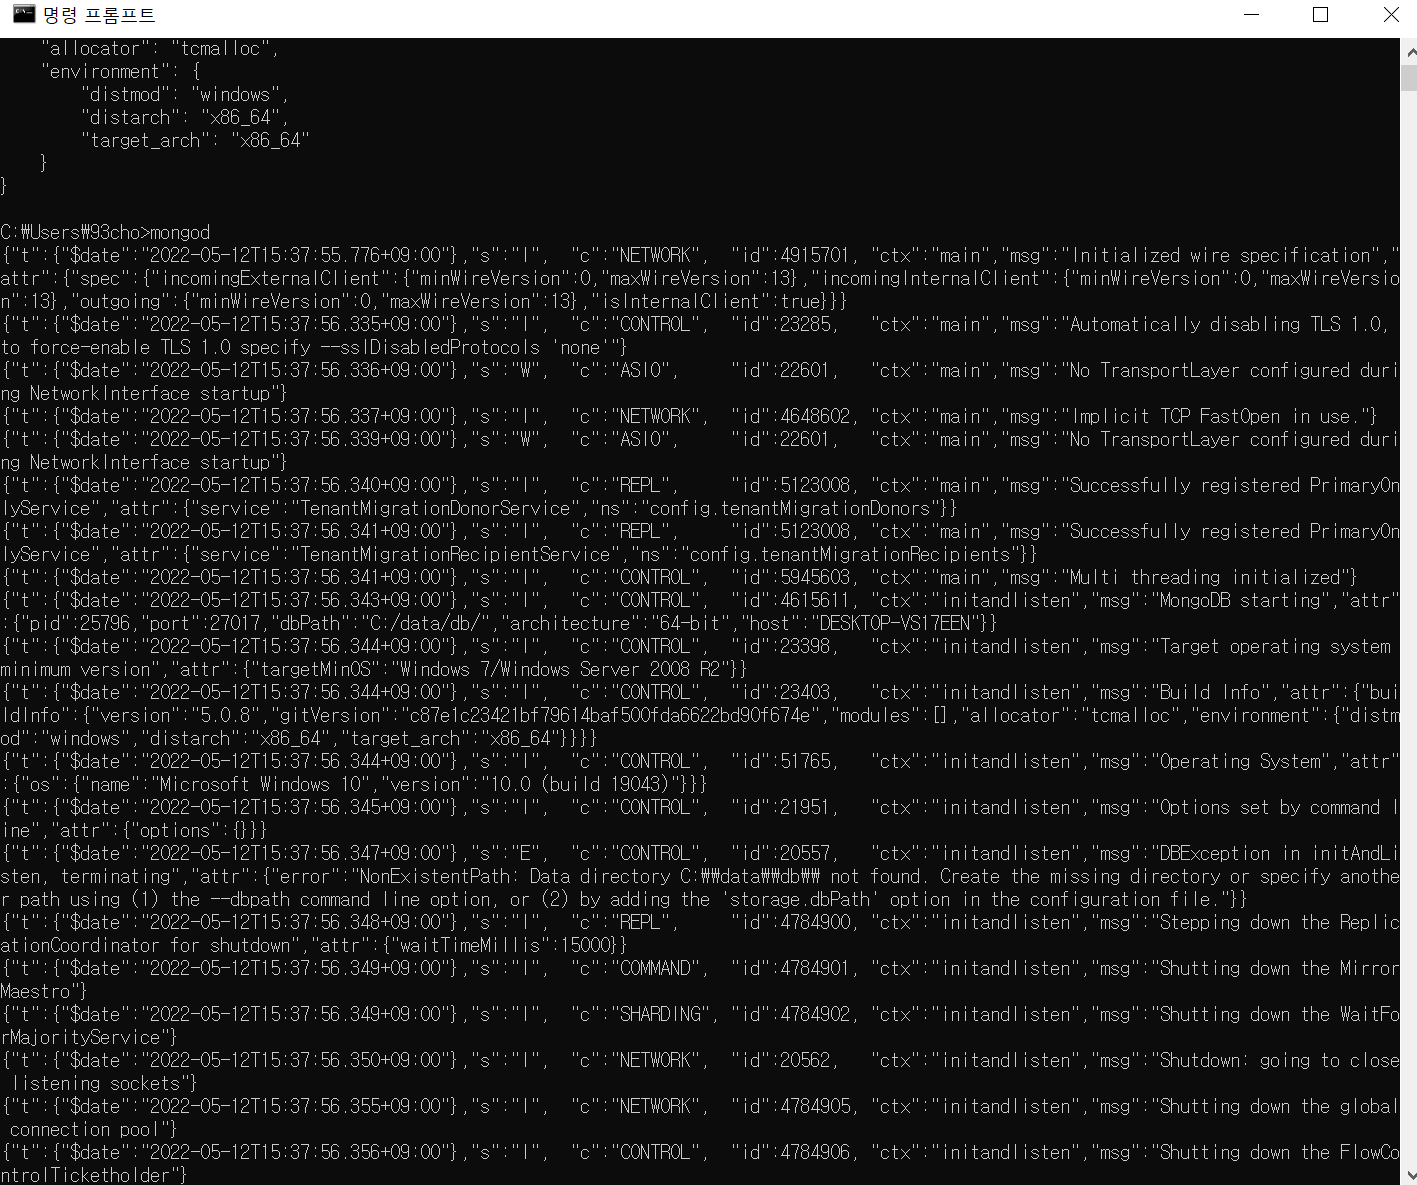 명령 프롬프트
    "allocator": "tcmalloc",
    "environment": {
        "distmod": "windows",
        "distarch": "x86_64",
        "target_arch": "x86_64"
    }
}
C:₩Users₩93cho>mongod
{"t":{"$date":"2022-05-12T15:37:55.776+09:00"},"s":"I",  "c":"NETWORK",  "id":4915701, "ctx":"main","msg":"Initialized wire specification","
attr":{"spec":{"incomingExternalClient":{"minWireVersion":0,"maxWireVersion":13},"incomingInternalClient":{"minWireVersion":0,"maxWireVersio
n":13},"outgoing":{"minWireVersion":0,"maxWireVersion":13},"isInternalClient":true}}}
{"t":{"$date":"2022-05-12T15:37:56.335+09:00"},"s":"I",  "c":"CONTROL",  "id":23285,   "ctx":"main","msg":"Automatically disabling TLS 1.0,
to force-enable TLS 1.0 specify --sslDisabledProtocols 'none'"}
{"t":{"$date":"2022-05-12T15:37:56.336+09:00"},"s":"W",  "c":"ASIO",     "id":22601,   "ctx":"main","msg":"No TransportLayer configured duri
ng NetworkInterface startup"}
{"t":{"$date":"2022-05-12T15:37:56.337+09:00"},"s":"I",  "c":"NETWORK",  "id":4648602, "ctx":"main","msg":"Implicit TCP FastOpen in use."}
{"t":{"$date":"2022-05-12T15:37:56.339+09:00"},"s":"W",  "c":"ASIO",     "id":22601,   "ctx":"main","msg":"No TransportLayer configured duri
ng NetworkInterface startup"}
{"t":{"$date":"2022-05-12T15:37:56.340+09:00"},"s":"I",  "c":"REPL",     "id":5123008, "ctx":"main","msg":"Successfully registered PrimaryOn
lyService","attr":{"service":"TenantMigrationDonorService","ns":"config.tenantMigrationDonors"}}
{"t":{"$date":"2022-05-12T15:37:56.341+09:00"},"s":"I",  "c":"REPL",     "id":5123008, "ctx":"main","msg":"Successfully registered PrimaryOn
lyService","attr":{"service":"TenantMigrationRecipientService","ns":"config.tenantMigrationRecipients"}}
{"t":{"$date":"2022-05-12T15:37:56.341+09:00"},"s":"I",  "c":"CONTROL",  "id":5945603, "ctx":"main","msg":"Multi threading initialized"}
{"t":{"$date":"2022-05-12T15:37:56.343+09:00"},"s":"I",  "c":"CONTROL",  "id":4615611, "ctx":"initandlisten","msg":"MongoDB starting","attr"
:{"pid":25796,"port":27017,"dbPath":"C:/data/db/","architecture":"64-bit","host":"DESKTOP-VS17EEN"}}
{"t":{"$date":"2022-05-12T15:37:56.344+09:00"},"s":"I",  "c":"CONTROL",  "id":23398,   "ctx":"initandlisten","msg":"Target operating system
minimum version","attr":{"targetMinOS":"Windows 7/Windows Server 2008 R2"}}
{"t":{"$date":"2022-05-12T15:37:56.344+09:00"},"s":"I",  "c":"CONTROL",  "id":23403,   "ctx":"initandlisten","msg":"Build Info","attr":{"bui
ldInfo":{"version":"5.0.8","gitVersion":"c87e1c23421bf79614baf500fda6622bd90f674e","modules":[],"allocator":"tcmalloc","environment":{"distm
od":"windows","distarch":"x86_64","target_arch":"x86_64"}}}}
{"t":{"$date":"2022-05-12T15:37:56.344+09:00"},"s":"I",  "c":"CONTROL",  "id":51765,   "ctx":"initandlisten","msg":"Operating System","attr"
:{"os":{"name":"Microsoft Windows 10","version":"10.0 (build 19043)"}}}
{"t":{"$date":"2022-05-12T15:37:56.345+09:00"},"s":"I",  "c":"CONTROL",  "id":21951,   "ctx":"initandlisten","msg":"Options set by command l
ine","attr":{"options":{}}}
{"t":{"$date":"2022-05-12T15:37:56.347+09:00"},"s":"E",  "c":"CONTROL",  "id":20557,   "ctx":"initandlisten","msg":"DBException in initAndLi
sten, terminating","attr":{"error":"NonExistentPath: Data directory C:₩₩data₩₩db₩₩ not found. Create the missing directory or specify anothe
r path using (1) the --dbpath command line option, or (2) by adding the 'storage.dbPath' option in the configuration file."}}
{"t":{"$date":"2022-05-12T15:37:56.348+09:00"},"s":"I",  "c":"REPL",     "id":4784900, "ctx":"initandlisten","msg":"Stepping down the Replic
ationCoordinator for shutdown","attr":{"waitTimeMillis":15000}}
{"t":{"$date":"2022-05-12T15:37:56.349+09:00"},"s":"I",  "c":"COMMAND",  "id":4784901, "ctx":"initandlisten","msg":"Shutting down the Mirror
Maestro"}
{"t":{"$date":"2022-05-12T15:37:56.349+09:00"},"s":"I",  "c":"SHARDING", "id":4784902, "ctx":"initandlisten","msg":"Shutting down the WaitFo
rMajorityService"}
{"t":{"$date":"2022-05-12T15:37:56.350+09:00"},"s":"I",  "c":"NETWORK",  "id":20562,   "ctx":"initandlisten","msg":"Shutdown: going to close
 listening sockets"}
{"t":{"$date":"2022-05-12T15:37:56.355+09:00"},"s":"I",  "c":"NETWORK",  "id":4784905, "ctx":"initandlisten","msg":"Shutting down the global
 connection pool"}
{"t":{"$date":"2022-05-12T15:37:56.356+09:00"},"s":"I",  "c":"CONTROL",  "id":4784906, "ctx":"initandlisten","msg":"Shutting down the FlowCo
ntrolTicketholder"}